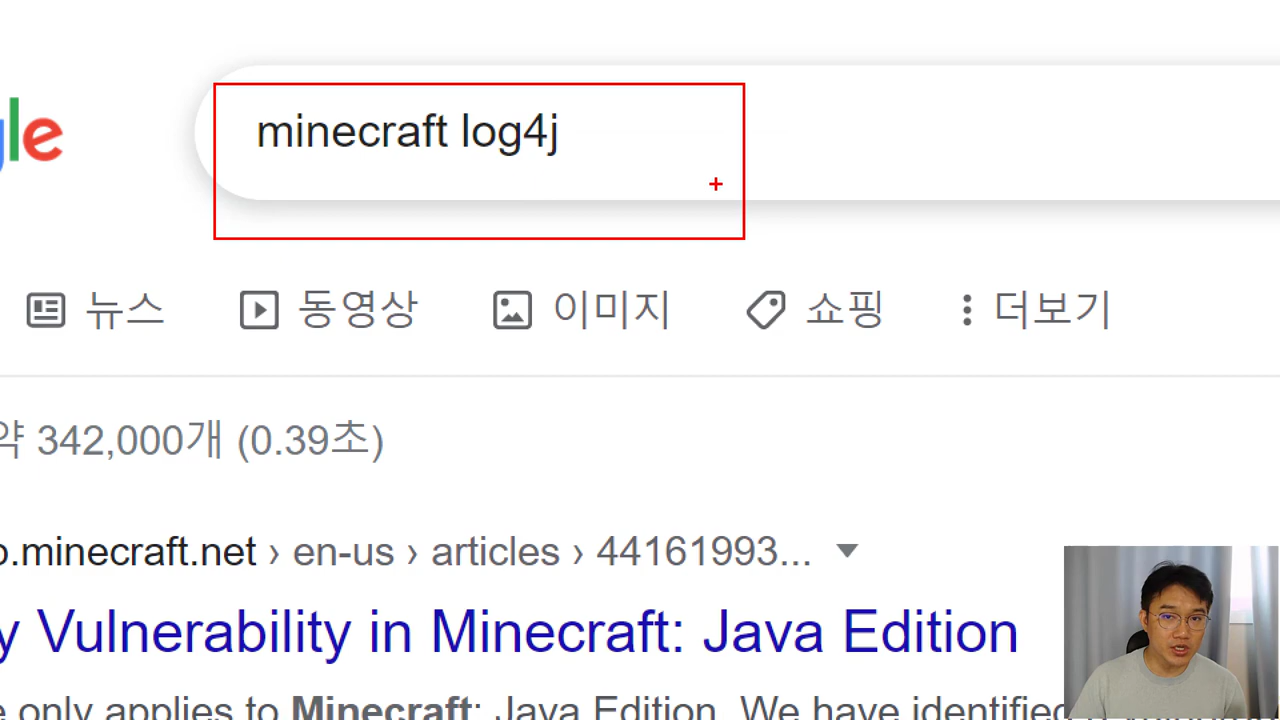 gle
minecraft log4j
뉴스 동영상 이미지 쇼핑 더보기
약 342,000개 (0.39초)
o.minecraft.net › en-us › articles › 44161993...
y Vulnerability in Minecraft: Java Edition
e only applies to Minecraft: Java Edition. We have identified